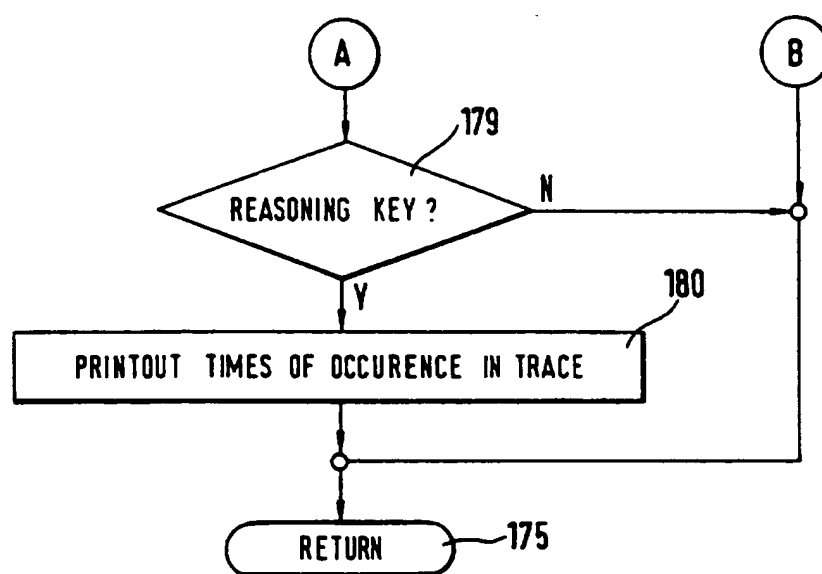 A
B
179
REASONING KEY ?
N
Y
180
PRINTOUT TIMES OF OCCURENCE IN TRACE
RETURN
175